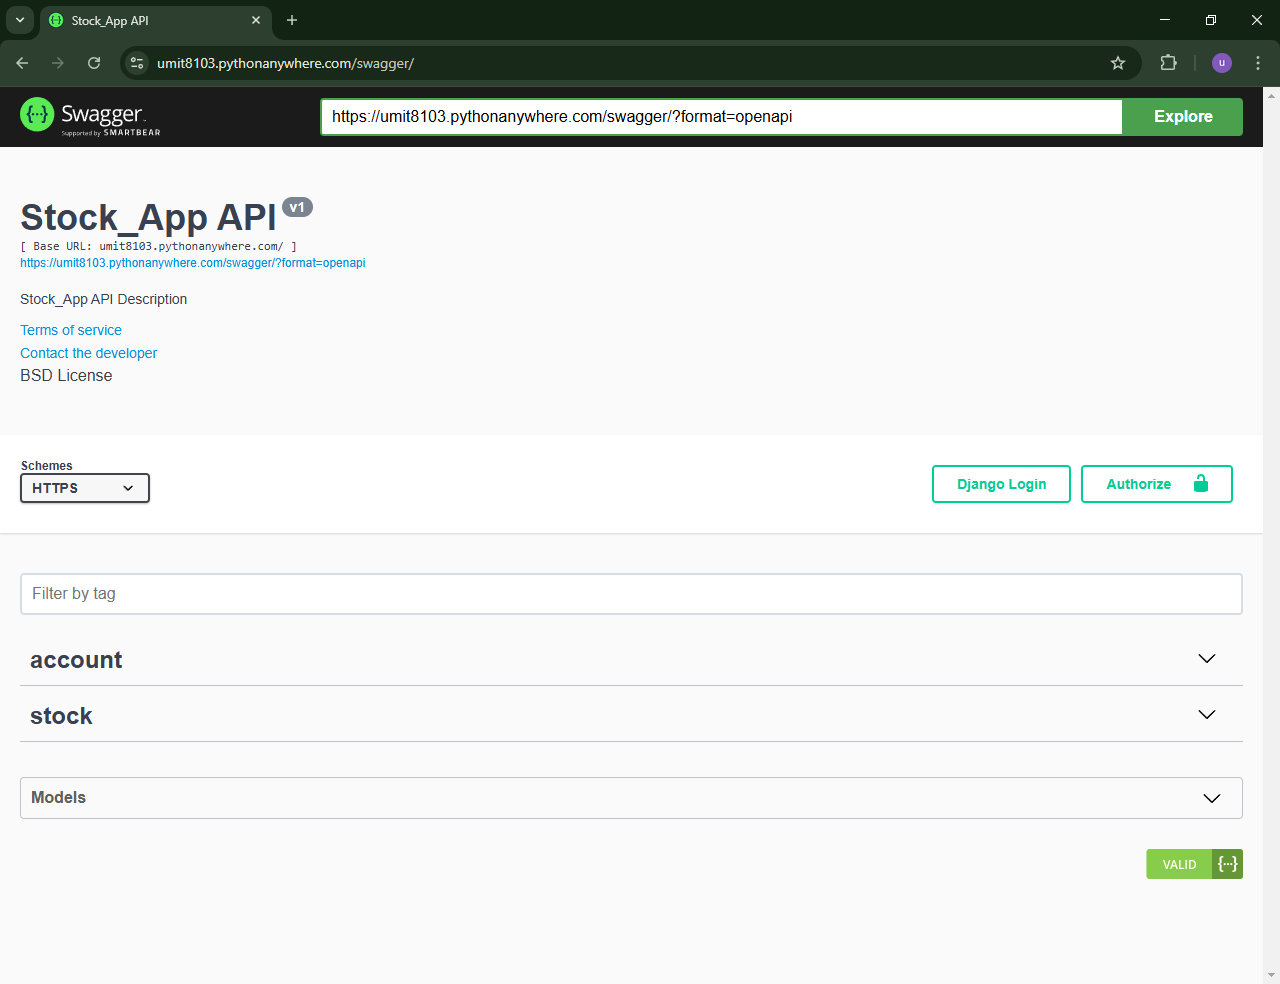 Stock_App API
umit8103.pythonanywhere.com/swagger/
u
Swagger
Supported by SMARTBEAR
https://umit8103.pythonanywhere.com/swagger/?format=openapi
Explore
Stock_App API v1
[ Base URL: umit8103.pythonanywhere.com/ ]
https://umit8103.pythonanywhere.com/swagger/?format=openapi
Stock_App API Description
Terms of service
Contact the developer
BSD License
Schemes
HTTPS
Django Login
Authorize
Filter by tag
account
stock
Models
VALID {···}